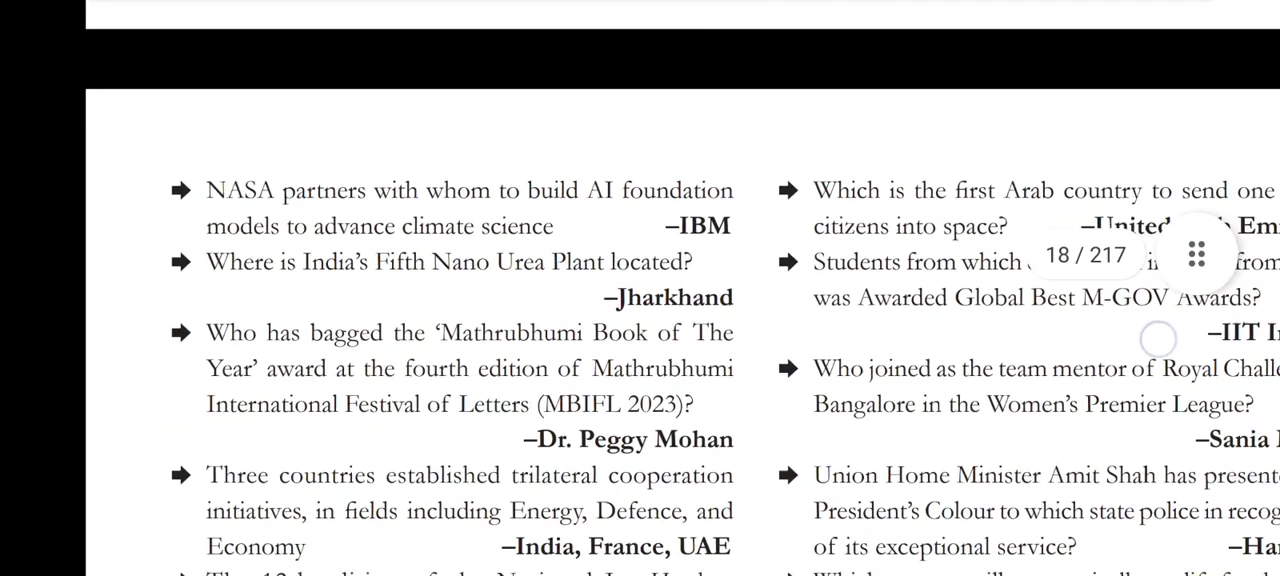 ➡ NASA partners with whom to build AI foundation
models to advance climate science –IBM
➡ Where is India’s Fifth Nano Urea Plant located?
–Jharkhand
➡ Who has bagged the ‘Mathrubhumi Book of The
Year’ award at the fourth edition of Mathrubhumi
International Festival of Letters (MBIFL 2023)?
–Dr. Peggy Mohan
➡ Three countries established trilateral cooperation
initiatives, in fields including Energy, Defence, and
Economy –India, France, UAE
➡ Which is the first Arab country to send one
citizens into space? –United
➡ Students from which from
was Awarded Global Best M-GOV Awards?
–IIT
➡ Who joined as the team mentor of Royal
Bangalore in the Women’s Premier League?
–Sania
➡ Union Home Minister Amit Shah has
President’s Colour to which state police in
of its exceptional service?
18 / 217